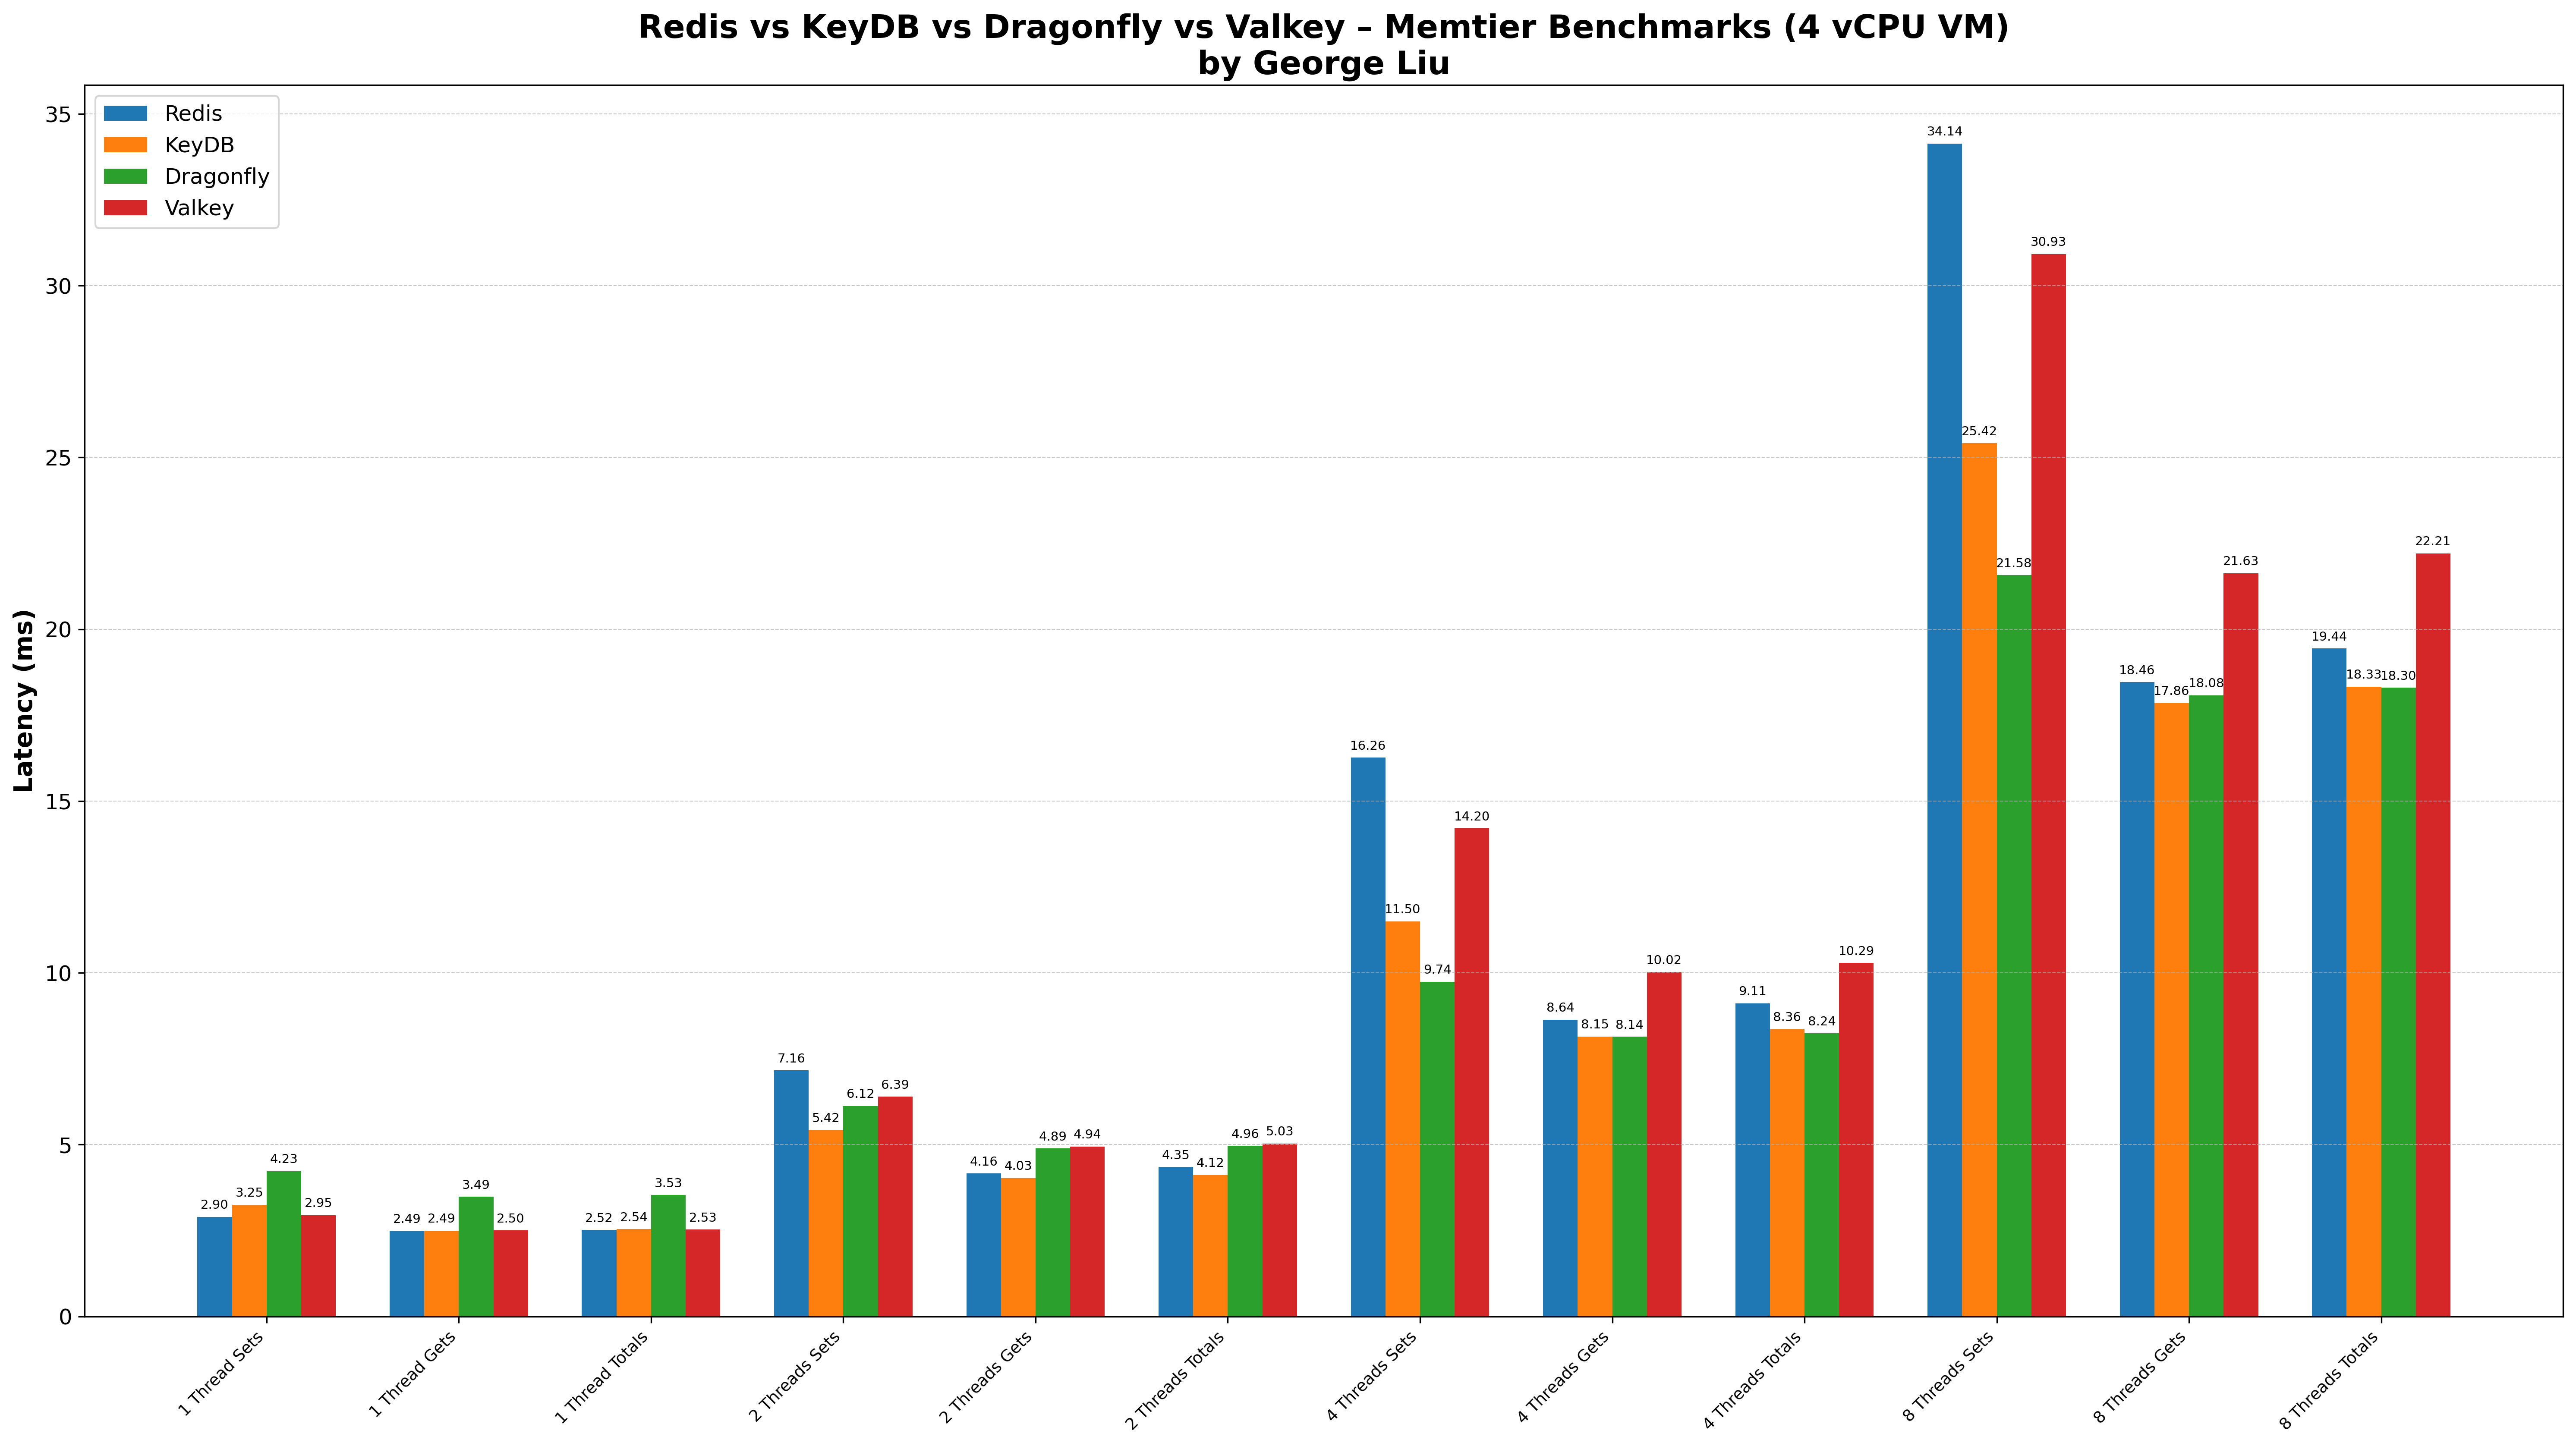 Redis vs KeyDB vs Dragonfly vs Valkey – Memtier Benchmarks (4 vCPU VM)
by George Liu
Redis
KeyDB
Dragonfly
Valkey
Latency (ms)
35
30
25
20
15
10
5
0
2.90 3.25 4.23 2.95
2.49 2.49 3.49 2.50
2.52 2.54 3.53 2.53
7.16 5.42 6.12 6.39
4.16 4.03 4.89 4.94
4.35 4.12 4.96 5.03
16.26 11.50 9.74 14.20
8.64 8.15 8.14 10.02
9.11 8.36 8.24 10.29
34.14 25.42 21.58 30.93
18.46 17.86 18.08 21.63
19.44 18.33 18.30 22.21
1 Thread Sets
1 Thread Gets
1 Thread Totals
2 Threads Sets
2 Threads Gets
2 Threads Totals
4 Threads Sets
4 Threads Gets
4 Threads Totals
8 Threads Sets
8 Threads Gets
8 Threads Totals